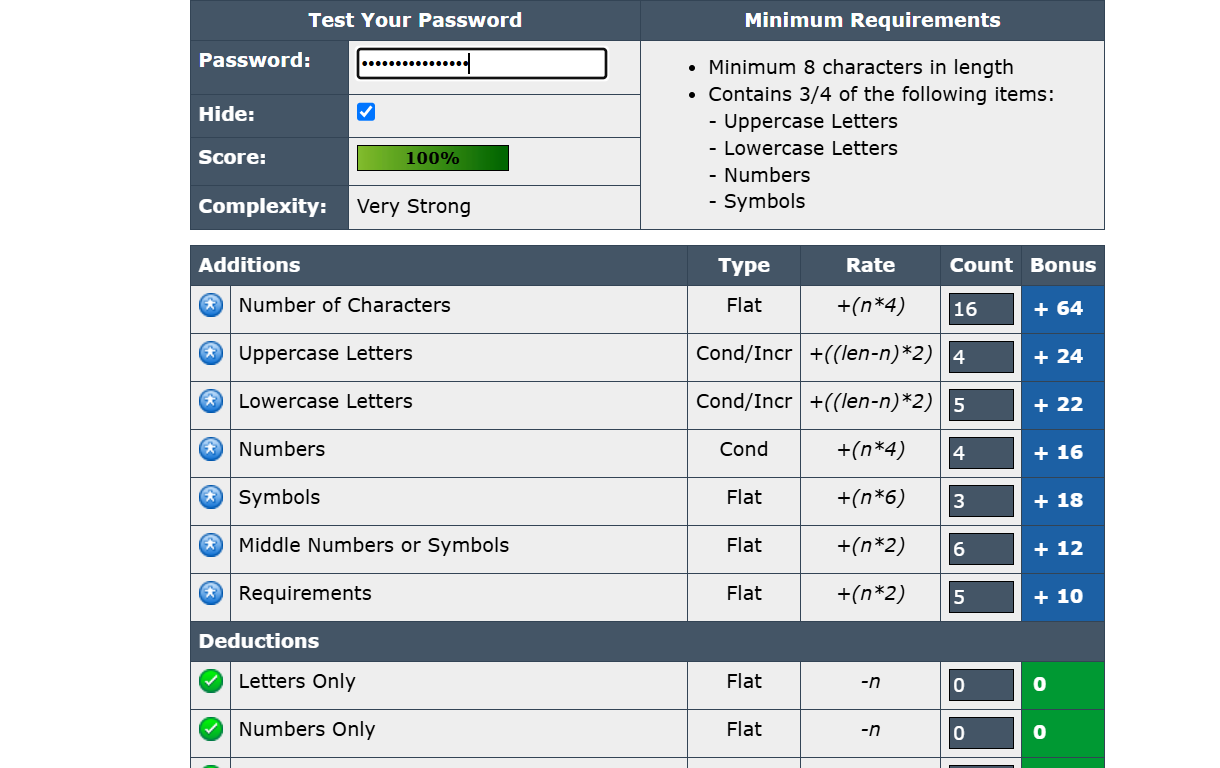 Test Your Password Minimum Requirements
Password: ••••••••••••••••
Hide:
Score: 100%
Complexity: Very Strong
• Minimum 8 characters in length
• Contains 3/4 of the following items:
- Uppercase Letters
- Lowercase Letters
- Numbers
- Symbols
Additions Type Rate Count Bonus
Number of Characters Flat +(n*4) 16 + 64
Uppercase Letters Cond/Incr +((len-n)*2) 4 + 24
Lowercase Letters Cond/Incr +((len-n)*2) 5 + 22
Numbers Cond +(n*4) 4 + 16
Symbols Flat +(n*6) 3 + 18
Middle Numbers or Symbols Flat +(n*2) 6 + 12
Requirements Flat +(n*2) 5 + 10
Deductions
Letters Only Flat -n 0 0
Numbers Only Flat -n 0 0